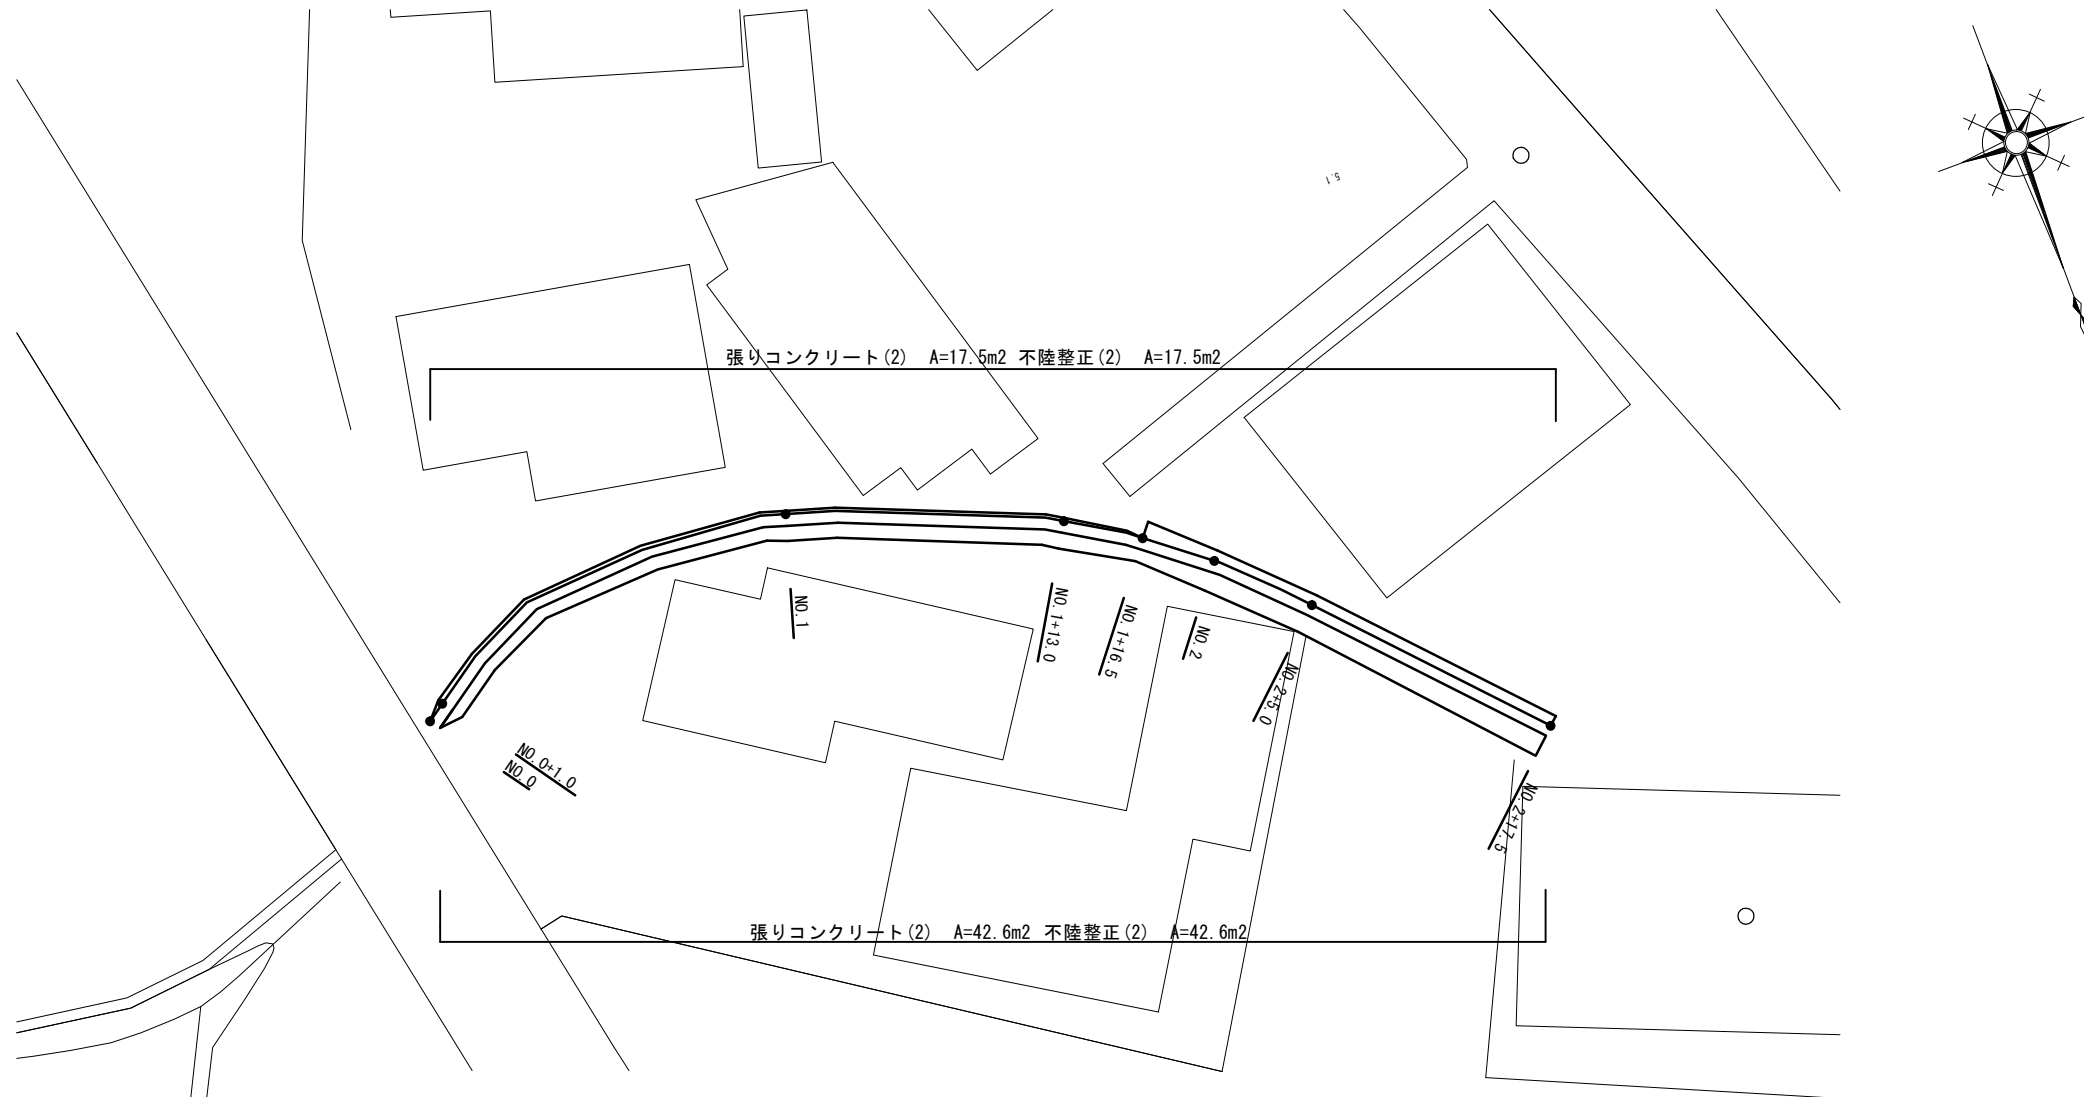 5.1
張りコンクリート(2) A=17.5m2 不陸整正(2) A=17.5m2
NO.1
NO.1+13.0
NO.1+16.5
NO.2
NO.2+5.0
NO.0+1.0
NO.0
NO.2+17.5
張りコンクリート(2) A=42.6m2 不陸整正(2) A=42.6m2